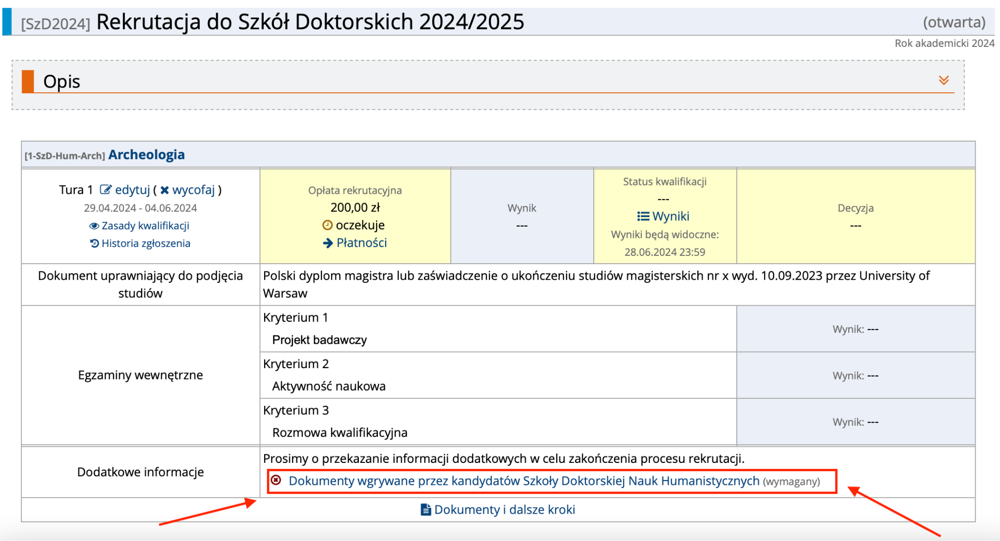 [SzD2024] Rekrutacja do Szkół Doktorskich 2024/2025 (otwarta)
Rok akademicki 2024
Opis
[1-SzD-Hum-Arch] Archeologia
Tura 1 edytuj ( wycofaj )
29.04.2024 - 04.06.2024
Zasady kwalifikacji
Historia zgłoszenia
Opłata rekrutacyjna
200,00 zł
oczekuje
Płatności
Wynik
---
Status kwalifikacji
---
Wyniki
Wyniki będą widoczne:
28.06.2024 23:59
Decyzja
---
Dokument uprawniający do podjęcia
studiów
Polski dyplom magistra lub zaświadczenie o ukończeniu studiów magisterskich nr x wyd. 10.09.2023 przez University of
Warsaw
Egzaminy wewnętrzne
Kryterium 1
Projekt badawczy
Wynik: ---
Kryterium 2
Aktywność naukowa
Wynik: ---
Kryterium 3
Rozmowa kwalifikacyjna
Wynik: ---
Dodatkowe informacje
Prosimy o przekazanie informacji dodatkowych w celu zakończenia procesu rekrutacji.
Dokumenty wgrywane przez kandydatów Szkoły Doktorskiej Nauk Humanistycznych (wymagany)
Dokumenty i dalsze kroki